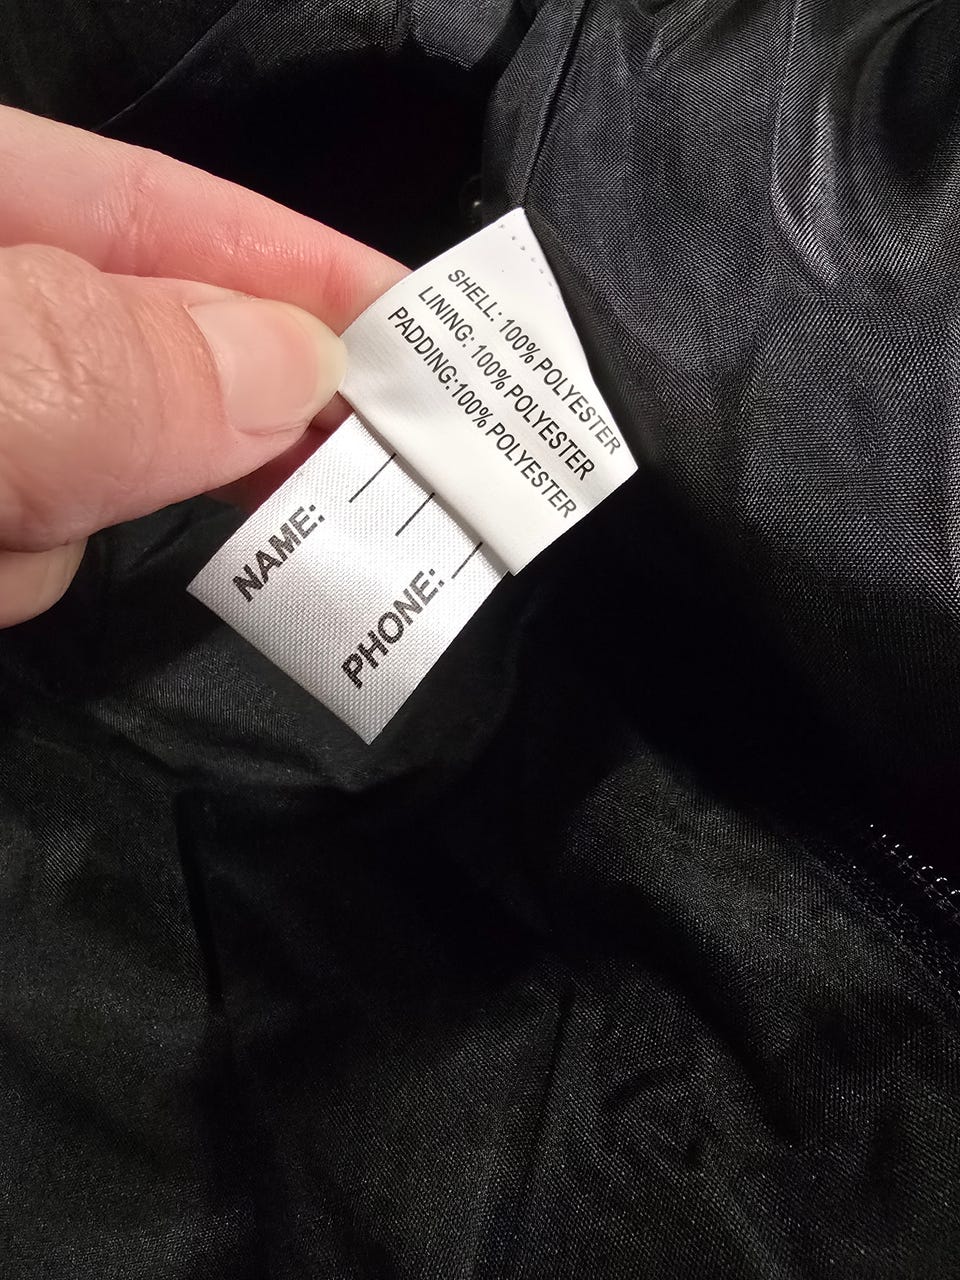 SHELL: 100% POLYESTER
LINING: 100% POLYESTER
PADDING:100% POLYESTER
NAME:
PHONE: